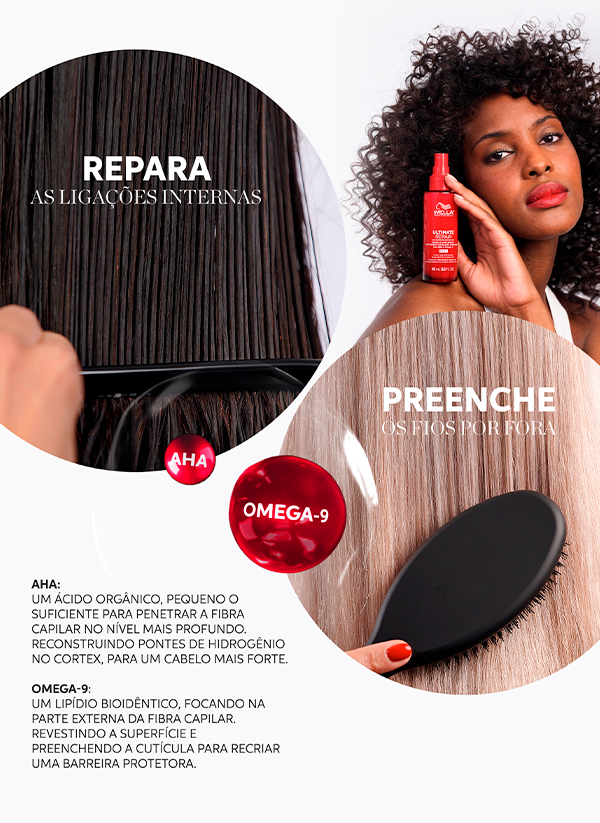 REPARA
AS LIGAÇÕES INTERNAS
WELLA
ULTIMATE
REPAIR
PREENCHE
OS FIOS POR FORA
AHA
OMEGA-9
AHA:
UM ÁCIDO ORGÂNICO, PEQUENO O
SUFICIENTE PARA PENETRAR A FIBRA
CAPILAR NO NÍVEL MAIS PROFUNDO.
RECONSTRUINDO PONTES DE HIDROGÊNIO
NO CORTEX, PARA UM CABELO MAIS FORTE.
OMEGA-9:
UM LIPÍDIO BIOIDÊNTICO, FOCANDO NA
PARTE EXTERNA DA FIBRA CAPILAR.
REVESTINDO A SUPERFÍCIE E
PREENCHENDO A CUTÍCULA PARA RECRIAR
UMA BARREIRA PROTETORA.